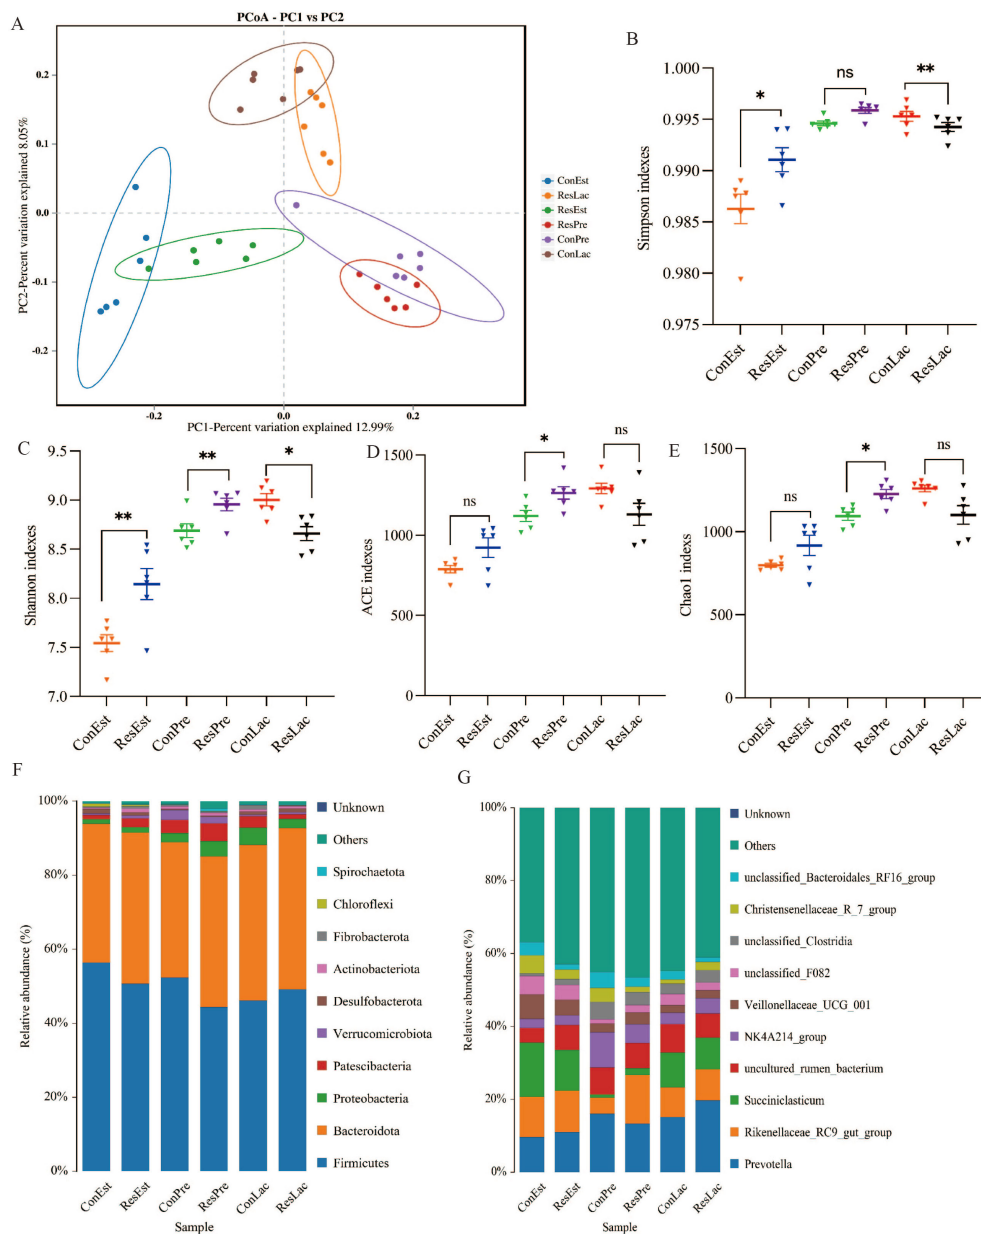 A
PCoA - PC1 vs PC2
PC2-Percent variation explained 8.05%
0.2
0.1
0.0
-0.1
-0.2
-0.2
0.0
0.2
PC1-Percent variation explained 12.99%
ConEst
ResLac
ResEst
ResPre
ConPre
ConLac
B
Simpson indexes
1.000
0.995
0.990
0.985
0.980
0.975
*
ns
**
ConEst
ResEst
ConPre
ResPre
ConLac
ResLac
C
Shannon indexes
9.5
9.0
8.5
8.0
7.5
7.0
**
**
*
ConEst
ResEst
ConPre
ResPre
ConLac
ResLac
D
ACE indexes
1500
1000
500
0
ns
*
ns
ConEst
ResEst
ConPre
ResPre
ConLac
ResLac
E
Chao1 indexs
1500
1000
500
0
ns
*
ns
ConEst
ResEst
ConPre
ResPre
ConLac
ResLac
F
Relative abundance (%)
100%
80%
60%
40%
20%
0%
ConEst
ResEst
ConPre
ResPre
ConLac
ResLac
Sample
Unknown
Others
Spirochaetota
Chloroflexi
Fibrobacterota
Actinobacteriota
Desulfobacterota
Verrucomicrobiota
Patescibacteria
Proteobacteria
Bacteroidota
Firmicutes
G
Relative abundance (%)
100%
80%
60%
40%
20%
0%
ConEst
ResEst
ConPre
ResPre
ConLac
ResLac
Sample
Unknown
Others
unclassified_Bacteroidales_RF16_group
Christensenellaceae_R_7_group
unclassified_Clostridia
unclassified_F082
Veillonellaceae_UCG_001
NK4A214_group
uncultured_rumen_bacterium
Succiniclasticum
Rikenellaceae_RC9_gut_group
Prevotella